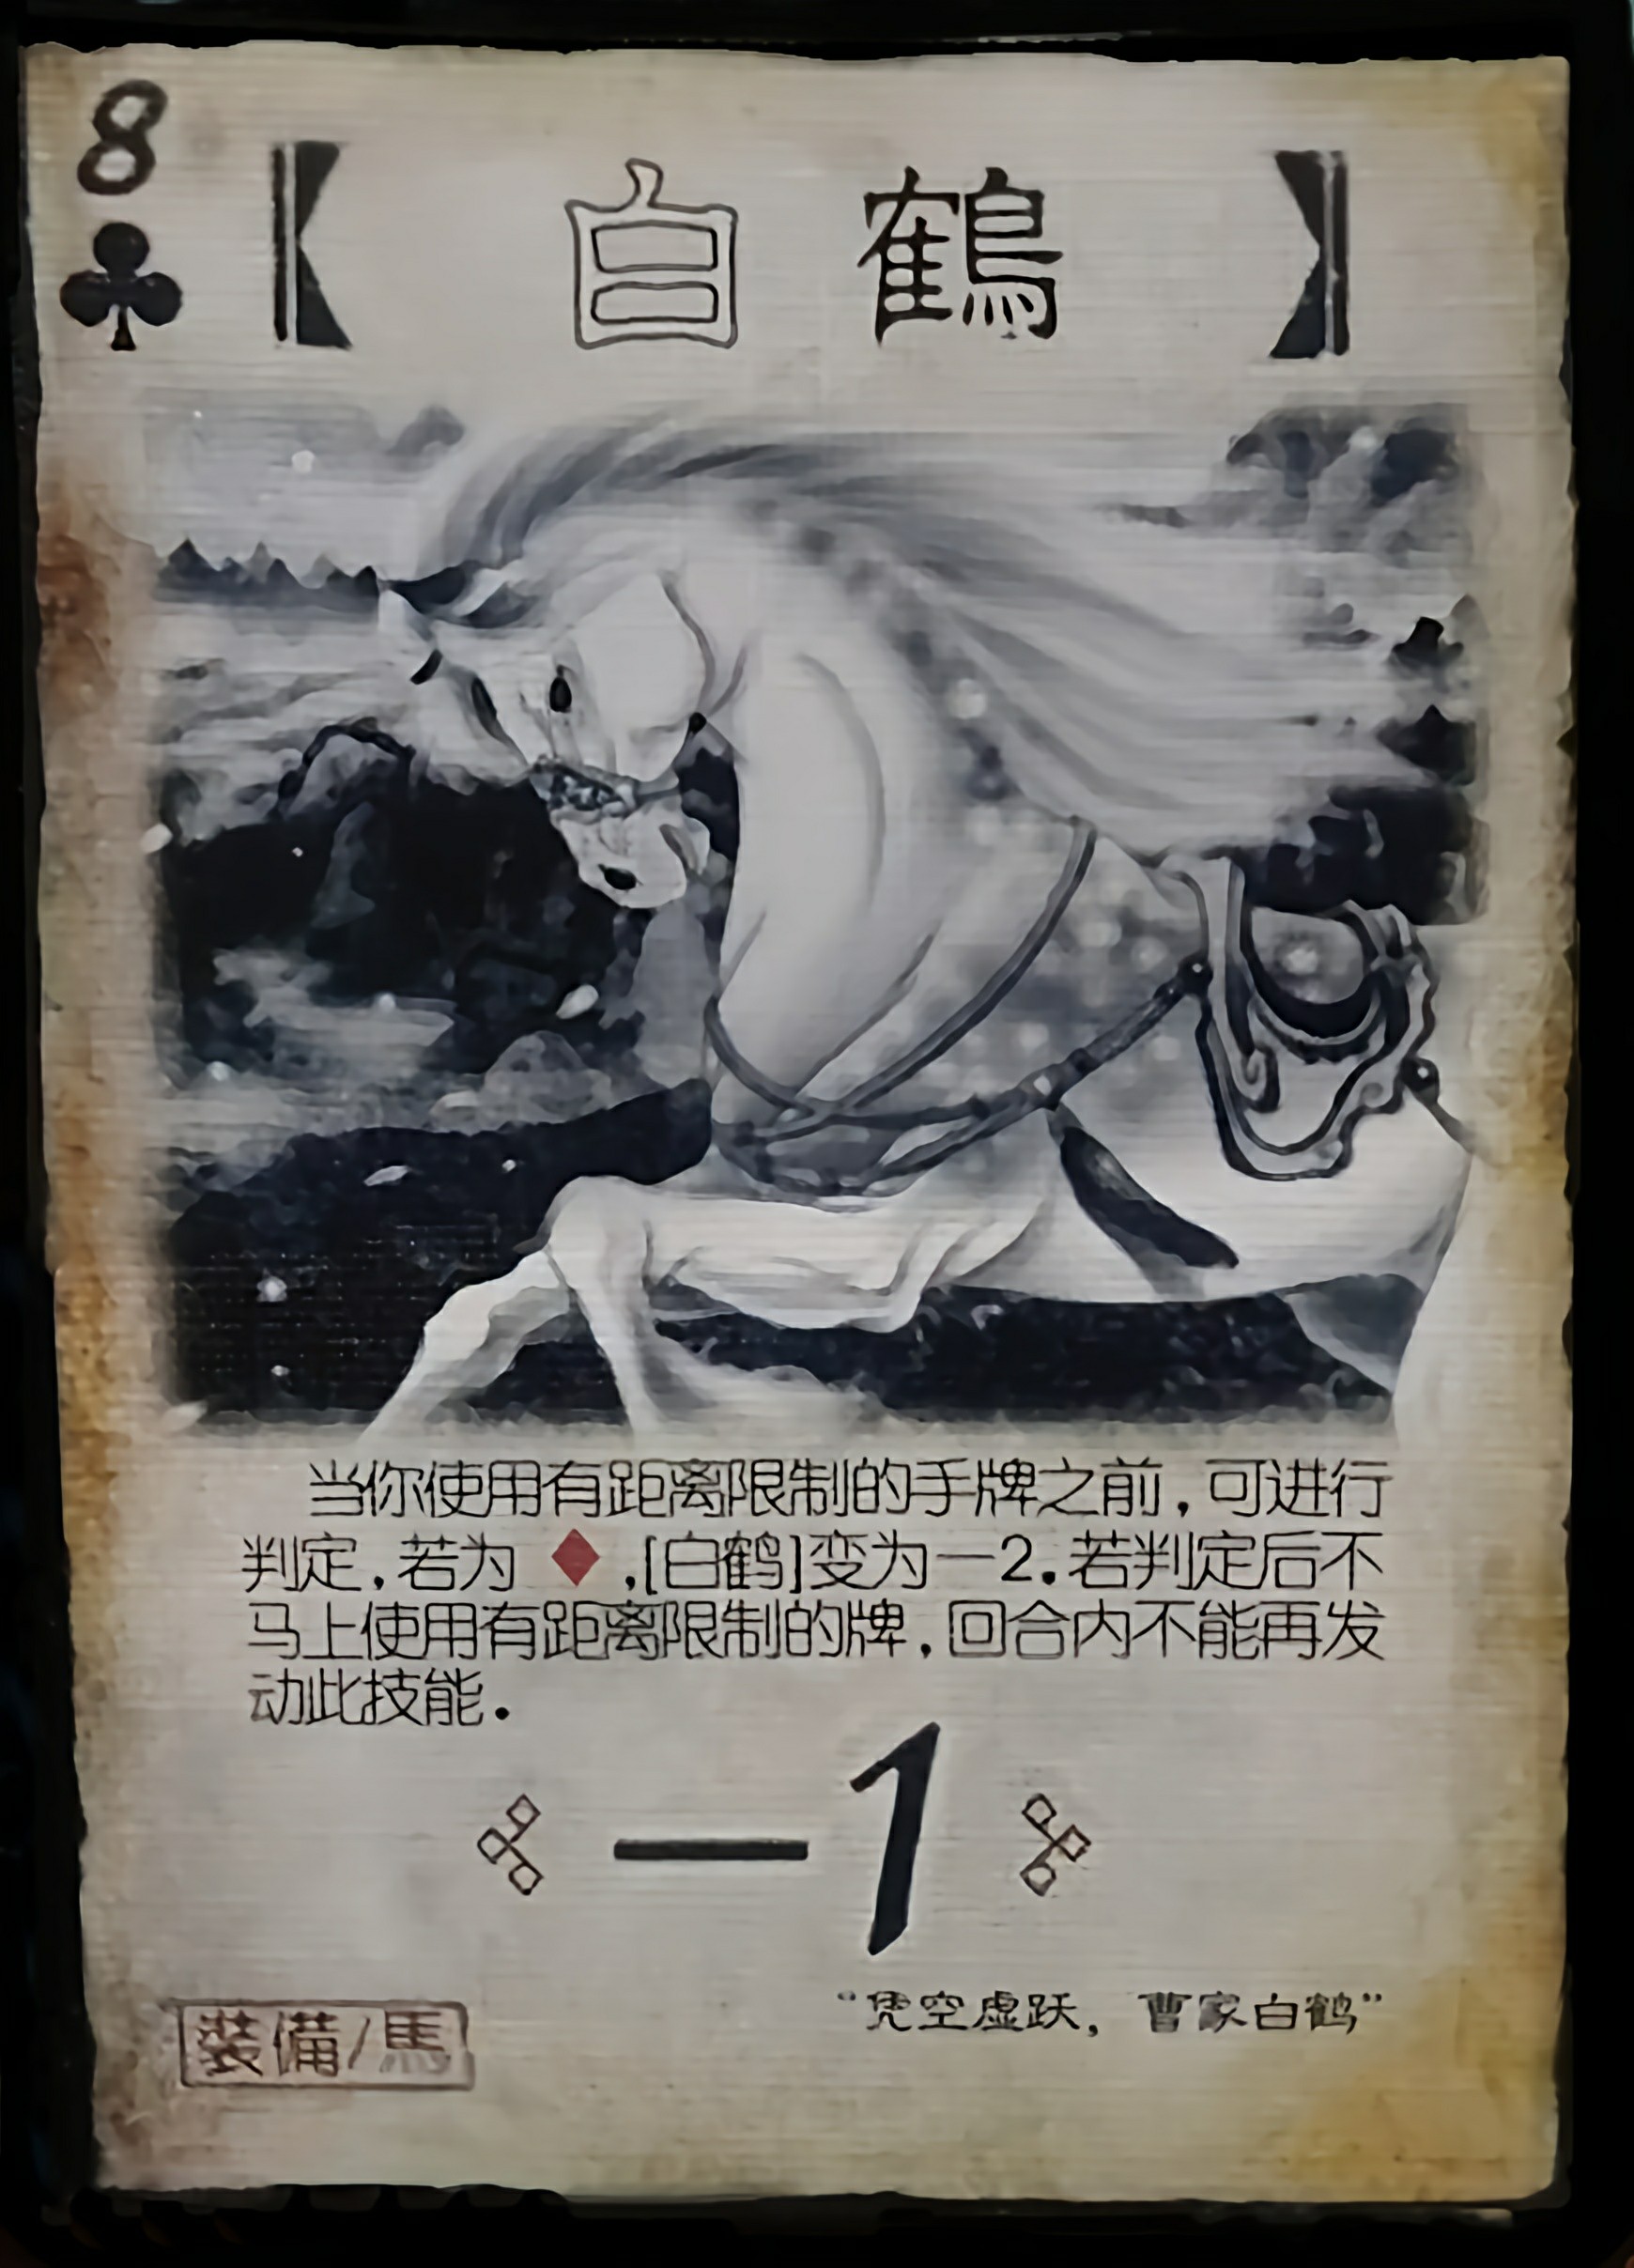 8
♣
【 白鶴 】
当你使用有距离限制的手牌之前，可进行
判定，若为♦，[白鹤]变为—2.若判定后不
马上使用有距离限制的牌，回合内不能再发
动此技能.
—1
“凭空虚跃，曹家白鹤”
裝備/馬